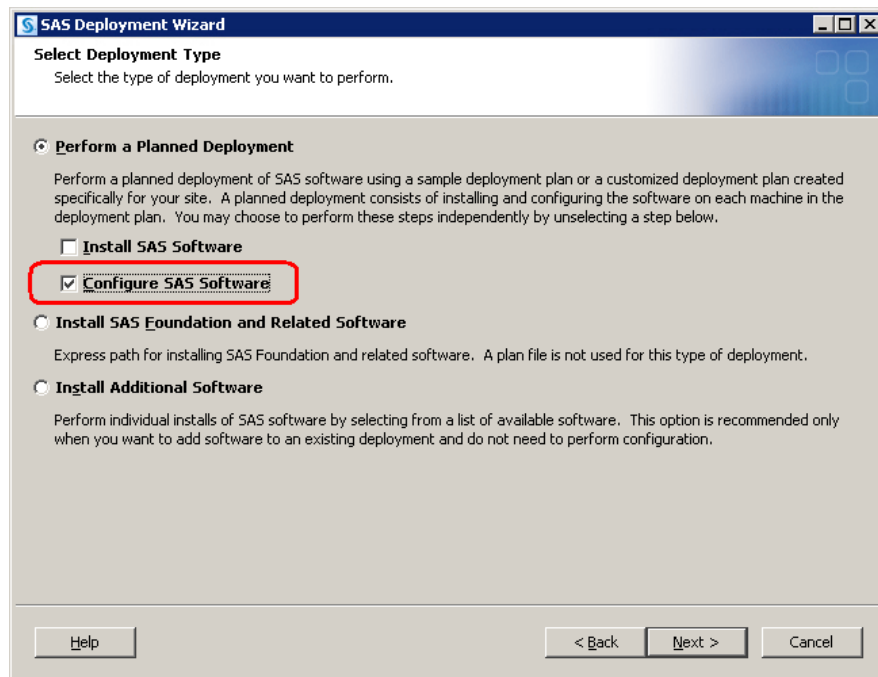 SAS Deployment Wizard
Select Deployment Type
Select the type of deployment you want to perform.
Perform a Planned Deployment
Perform a planned deployment of SAS software using a sample deployment plan or a customized deployment plan created
specifically for your site. A planned deployment consists of installing and configuring the software on each machine in the
deployment plan. You may choose to perform these steps independently by unselecting a step below.
Install SAS Software
Configure SAS Software
Install SAS Foundation and Related Software
Express path for installing SAS Foundation and related software. A plan file is not used for this type of deployment.
Install Additional Software
Perform individual installs of SAS software by selecting from a list of available software. This option is recommended only
when you want to add software to an existing deployment and do not need to perform configuration.
Help
< Back
Next >
Cancel